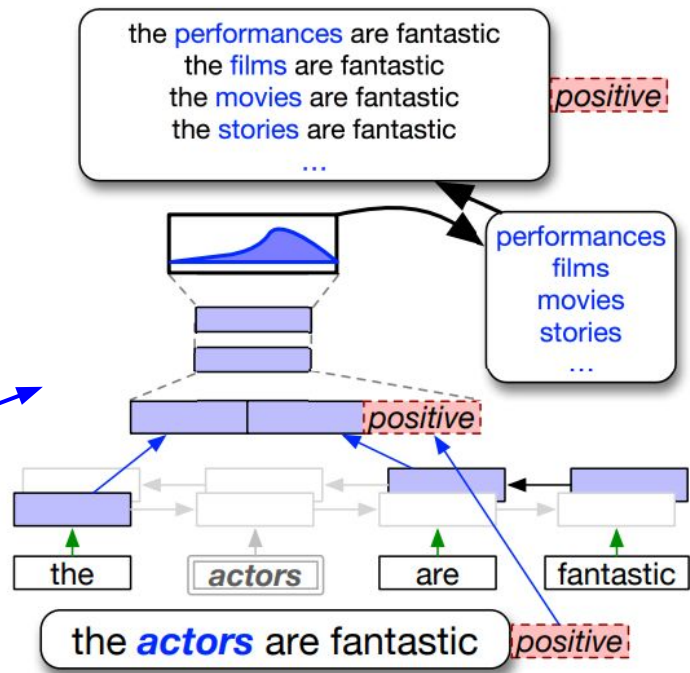 the performances are fantastic
the films are fantastic
the movies are fantastic
the stories are fantastic
...
positive
performances
films
movies
stories
...
positive
the
actors
are
fantastic
the actors are fantastic
positive